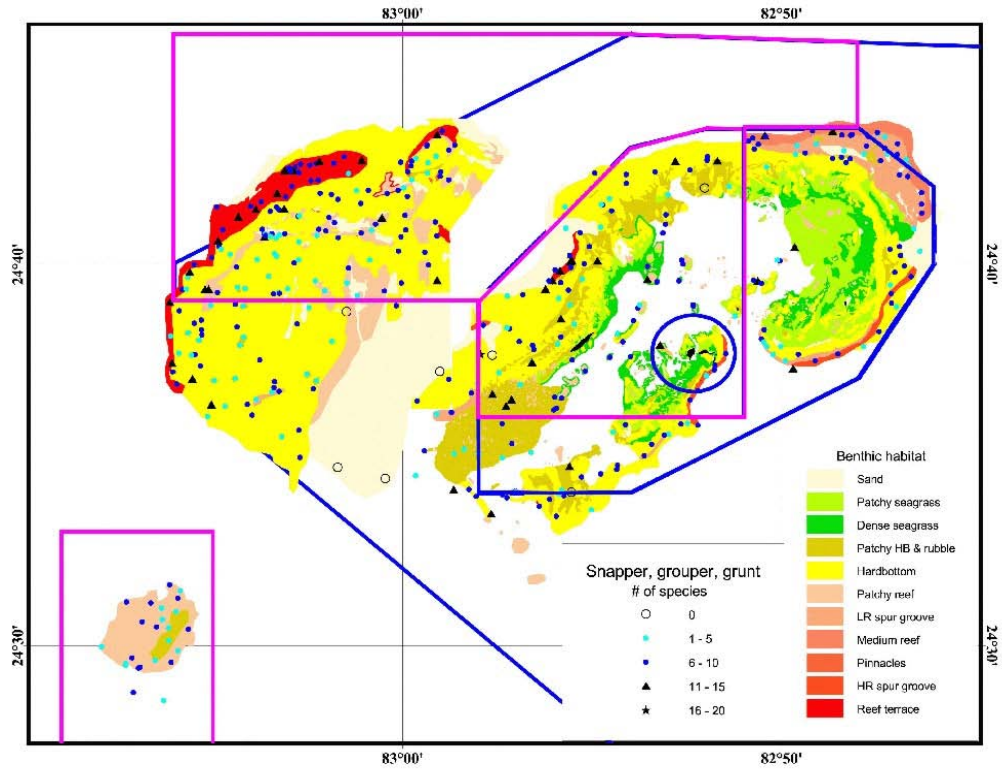 83°00'
82°50'
24°40'
24°40'
Benthic habitat
Sand
Patchy seagrass
Dense seagrass
Patchy HB & rubble
Hardbottom
Patchy reef
LR spur groove
Medium reef
Pinnacles
HR spur groove
Reef terrace
Snapper, grouper, grunt
# of species
0
1 - 5
6 - 10
11 - 15
16 - 20
24°30'
24°30'
83°00'
82°50'